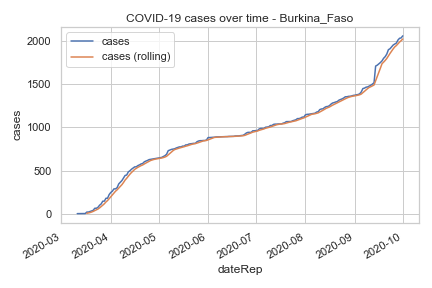 COVID-19 cases over time - Burkina_Faso
cases
cases (rolling)
2000
1500
1000
500
0
cases
2020-03
2020-04
2020-05
2020-06
2020-07
2020-08
2020-09
2020-10
dateRep